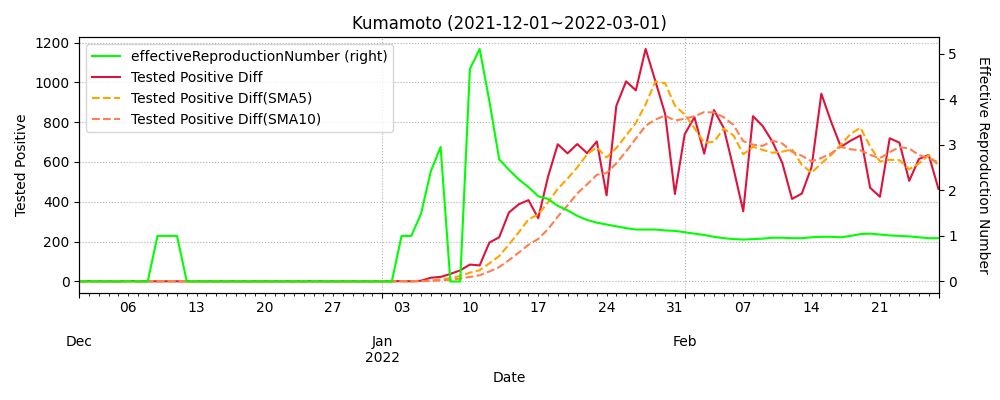 Kumamoto (2021-12-01~2022-03-01)
effectiveReproductionNumber (right)
Tested Positive Diff
Tested Positive Diff(SMA5)
Tested Positive Diff(SMA10)
Tested Positive
1200
1000
800
600
400
200
0
Effective Reproduction Number
5
4
3
2
1
0
06 13 20 27 03 10 17 24 31 07 14 21
Dec Jan Feb
2022
Date